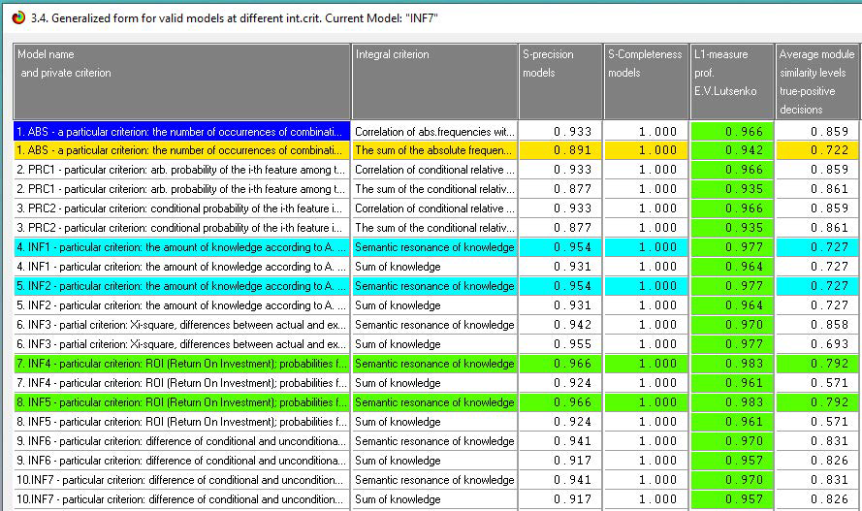 3.4. Generalized form for valid models at different int.crit. Current Model: "INF7"
Model name and private criterion Integral criterion S-precision models S-Completeness models L1-measure prof. E.V.Lutsenko Average module similarity levels true-positive decisions
1. ABS - a particular criterion: the number of occurrences of combinati... Correlation of abs.frequencies wit... 0.933 1.000 0.966 0.859
1. ABS - a particular criterion: the number of occurrences of combinati... The sum of the absolute frequen... 0.891 1.000 0.942 0.722
2. PRC1 - particular criterion: arb. probability of the i-th feature among t... Correlation of conditional relative ... 0.933 1.000 0.966 0.859
2. PRC1 - particular criterion: arb. probability of the i-th feature among t... The sum of the conditional relativ... 0.877 1.000 0.935 0.861
3. PRC2 - particular criterion: conditional probability of the i-th feature i... Correlation of conditional relative ... 0.933 1.000 0.966 0.859
3. PRC2 - particular criterion: conditional probability of the i-th feature i... The sum of the conditional relativ... 0.877 1.000 0.935 0.861
4. INF1 - particular criterion: the amount of knowledge according to A. ... Semantic resonance of knowledge 0.954 1.000 0.977 0.727
4. INF1 - particular criterion: the amount of knowledge according to A. ... Sum of knowledge 0.931 1.000 0.964 0.727
5. INF2 - particular criterion: the amount of knowledge according to A. ... Semantic resonance of knowledge 0.954 1.000 0.977 0.727
5. INF2 - particular criterion: the amount of knowledge according to A. ... Sum of knowledge 0.931 1.000 0.964 0.727
6. INF3 - partial criterion: Xi-square, differences between actual and ex... Semantic resonance of knowledge 0.942 1.000 0.970 0.858
6. INF3 - partial criterion: Xi-square, differences between actual and ex... Sum of knowledge 0.955 1.000 0.977 0.693
7. INF4 - particular criterion: ROI (Return On Investment); probabilities f... Semantic resonance of knowledge 0.966 1.000 0.983 0.792
7. INF4 - particular criterion: ROI (Return On Investment); probabilities f... Sum of knowledge 0.924 1.000 0.961 0.571
8. INF5 - particular criterion: ROI (Return On Investment); probabilities f... Semantic resonance of knowledge 0.966 1.000 0.983 0.792
8. INF5 - particular criterion: ROI (Return On Investment); probabilities f... Sum of knowledge 0.924 1.000 0.961 0.571
9. INF6 - particular criterion: difference of conditional and unconditiona... Semantic resonance of knowledge 0.941 1.000 0.970 0.831
9. INF6 - particular criterion: difference of conditional and unconditiona... Sum of knowledge 0.917 1.000 0.957 0.826
10.INF7 - particular criterion: difference of conditional and uncondition... Semantic resonance of knowledge 0.941 1.000 0.970 0.831
10.INF7 - particular criterion: difference of conditional and uncondition... Sum of knowledge 0.917 1.000 0.957 0.826